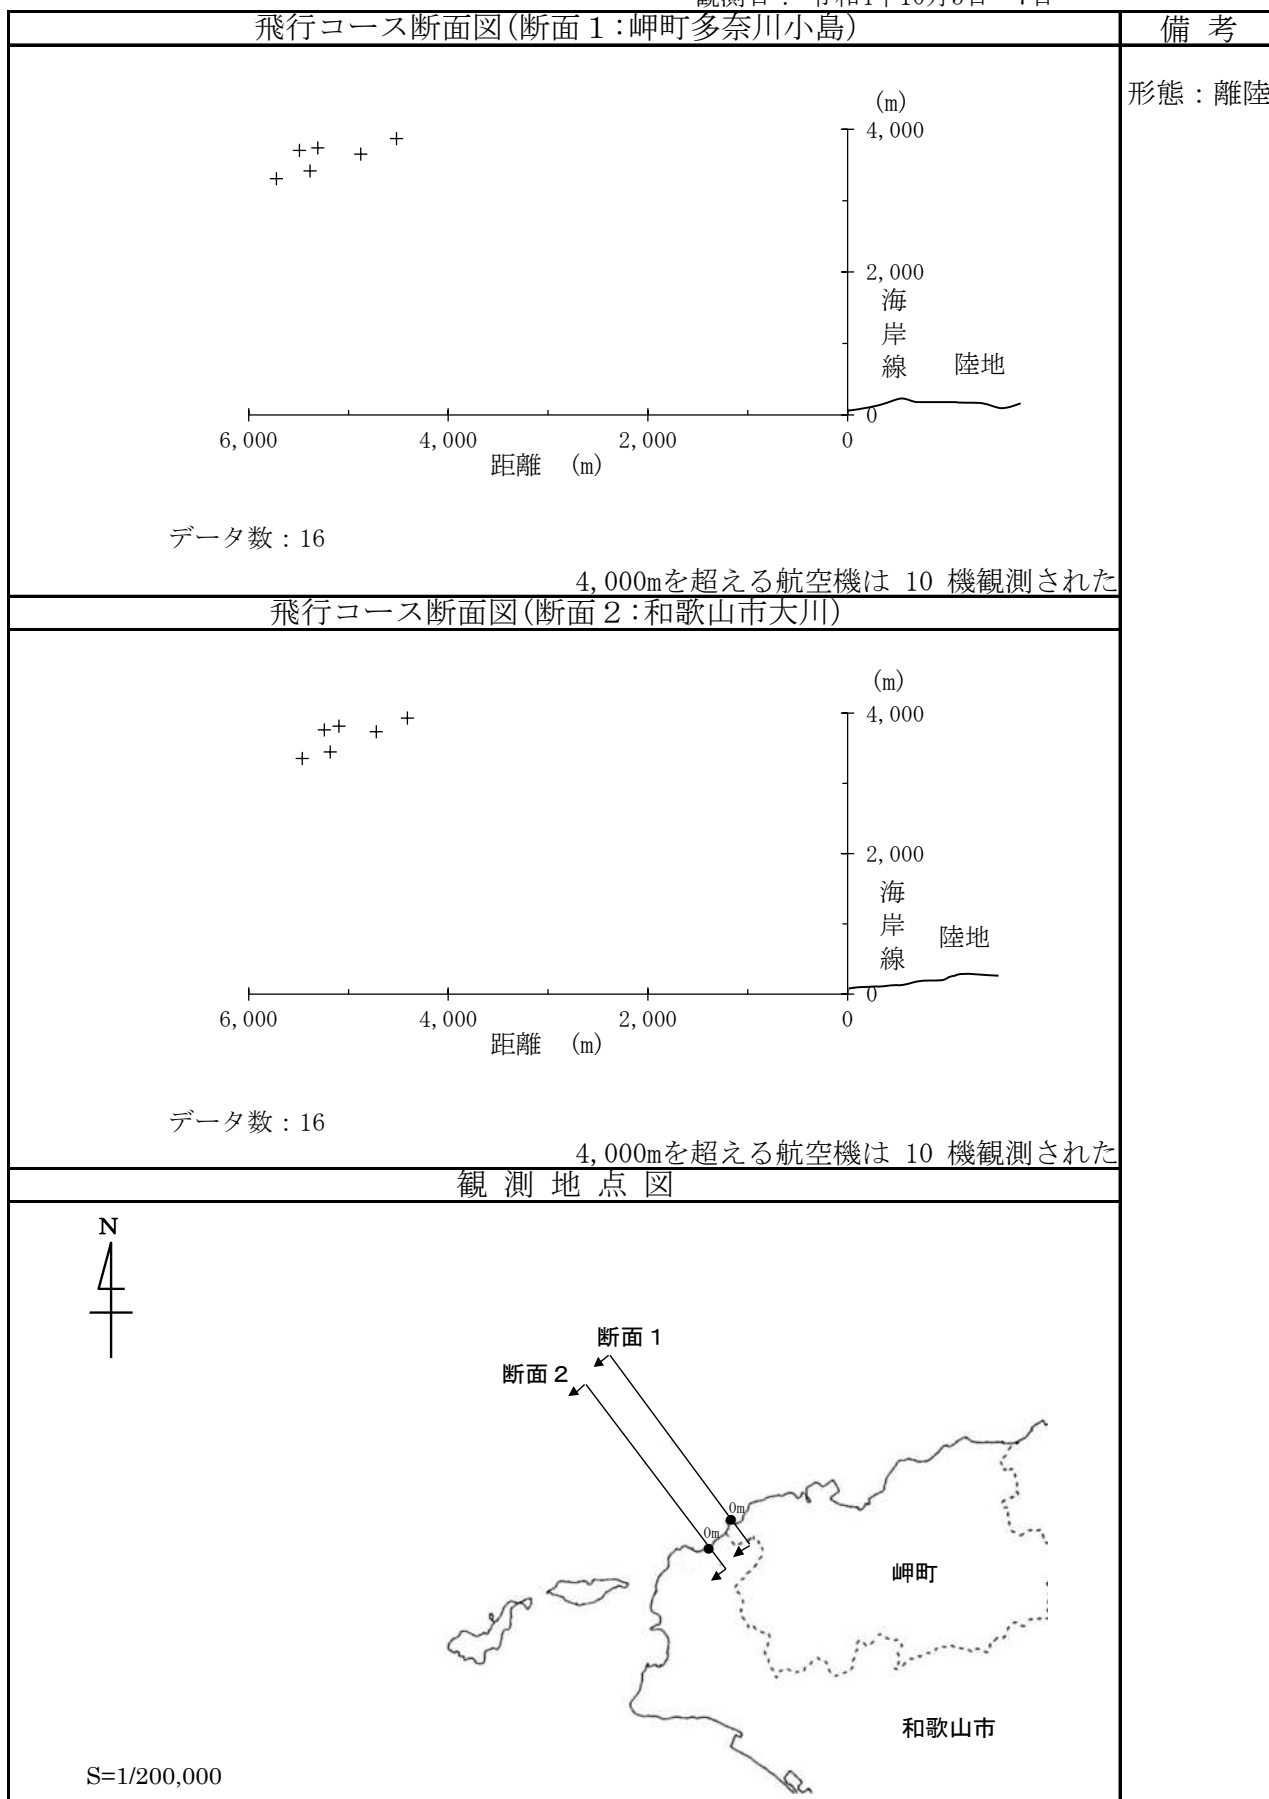 飛行コース断面図(断面１:岬町多奈川小島)
備 考
形態：離陸
(m)
4,000
2,000
海岸線
陸地
0
6,000 4,000 2,000 0
距離 (m)
データ数：16
4,000mを超える航空機は 10 機観測された
飛行コース断面図(断面２:和歌山市大川)
(m)
4,000
2,000
海岸線
陸地
0
6,000 4,000 2,000 0
距離 (m)
データ数：16
4,000mを超える航空機は 10 機観測された
観 測 地 点 図
N
断面１
断面２
0m
0m
岬町
和歌山市
S=1/200,000